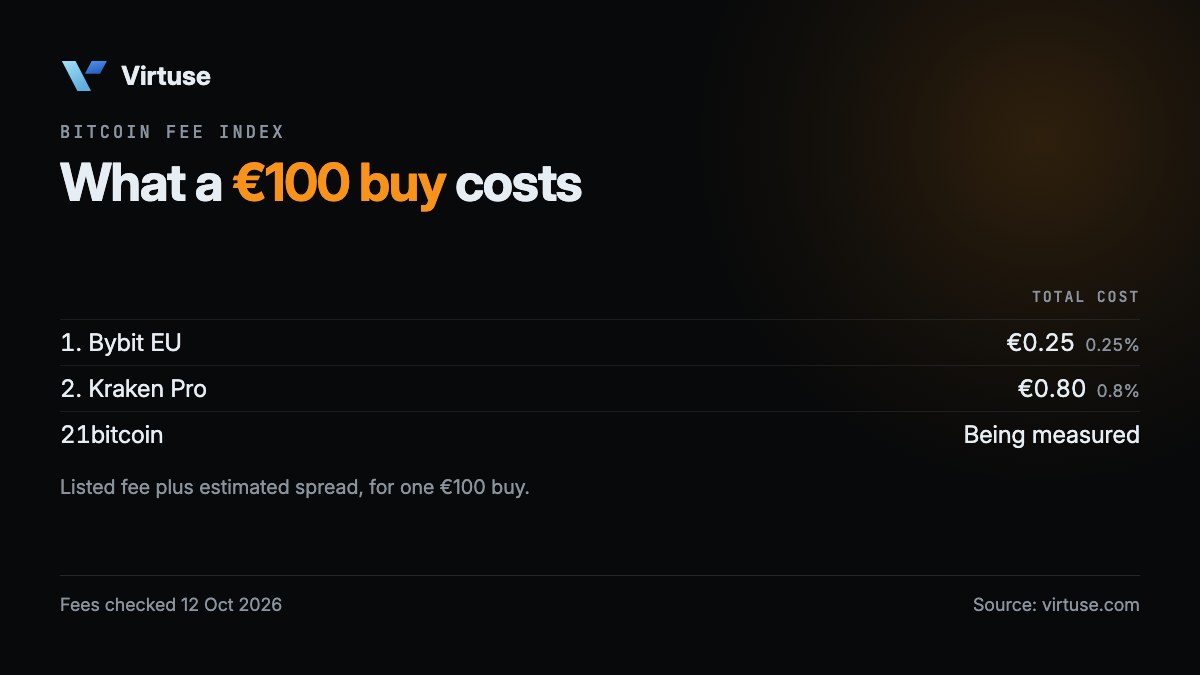 Virtuse
BITCOIN FEE INDEX
What a €100 buy costs
TOTAL COST
1. Bybit EU €0.25 0.25%
2. Kraken Pro €0.80 0.8%
21bitcoin Being measured
Listed fee plus estimated spread, for one €100 buy.
Fees checked 12 Oct 2026 Source: virtuse.com